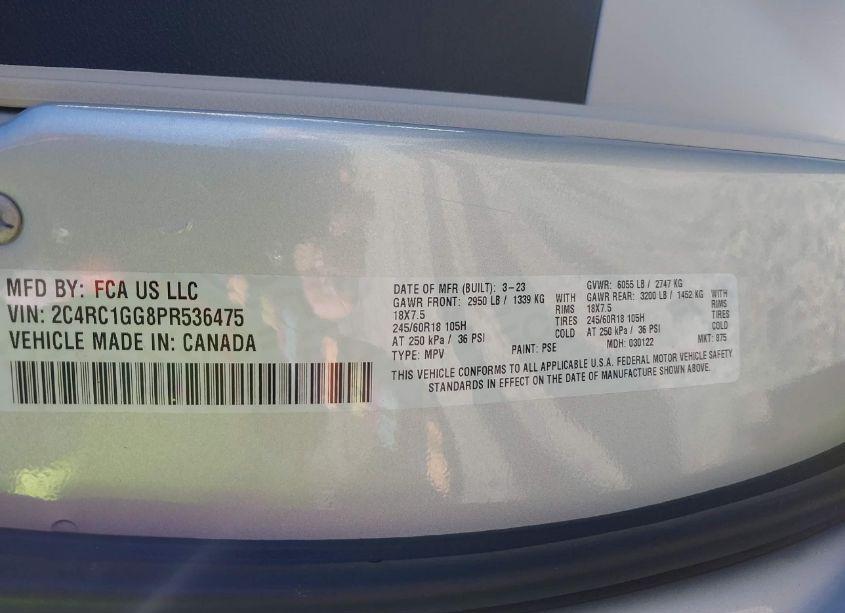 MFD BY: FCA US LLC
VIN: 2C4RC1GG8PR536475
VEHICLE MADE IN: CANADA
DATE OF MFR (BUILT): 3-23
GAWR FRONT: 2950 LB / 1339 KG WITH
18X7.5 RIMS
245/60R18 105H TIRES
AT 250 kPa / 36 PSI COLD
TYPE: MPV PAINT: PSE
GVWR: 6055 LB / 2747 KG
GAWR REAR: 3200 LB / 1452 KG WITH
18X7.5 RIMS
245/60R18 105H TIRES
AT 250 kPa / 36 PSI COLD
MDH: 030122 MKT: 875
THIS VEHICLE CONFORMS TO ALL APPLICABLE U.S.A. FEDERAL MOTOR VEHICLE SAFETY
STANDARDS IN EFFECT ON THE DATE OF MANUFACTURE SHOWN ABOVE.